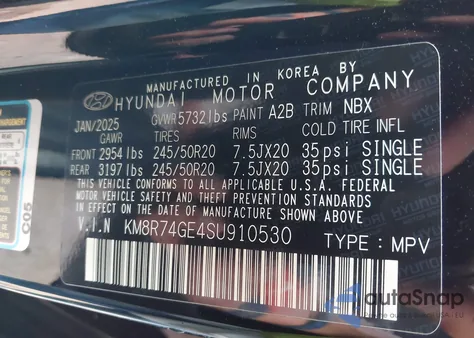 MANUFACTURED IN KOREA BY
HYUNDAI MOTOR COMPANY
JAN/2025 GVWR 5732 lbs PAINT A2B TRIM NBX
GAWR TIRES RIMS COLD TIRE INFL
FRONT 2954 lbs 245/50R20 7.5JX20 35psi SINGLE
REAR 3197 lbs 245/50R20 7.5JX20 35psi SINGLE
THIS VEHICLE CONFORMS TO ALL APPLICABLE U.S.A. FEDERAL
MOTOR VEHICLE SAFETY AND THEFT PREVENTION STANDARDS
IN EFFECT ON THE DATE OF MANUFACTURE SHOWN ABOVE.
V.I.N KM8R74GE4SU910530 TYPE : MPV
C05
autoSnap